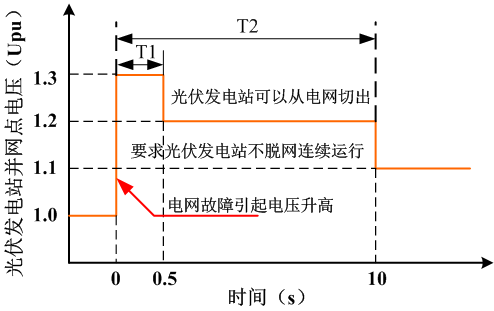 T2
T1
1.3
光伏发电站可以从电网切出
1.2
要求光伏发电站不脱网连续运行
1.1
电网故障引起电压升高
1.0
光伏发电站并网点电压（Upu）
0
0.5
10
时间（s）